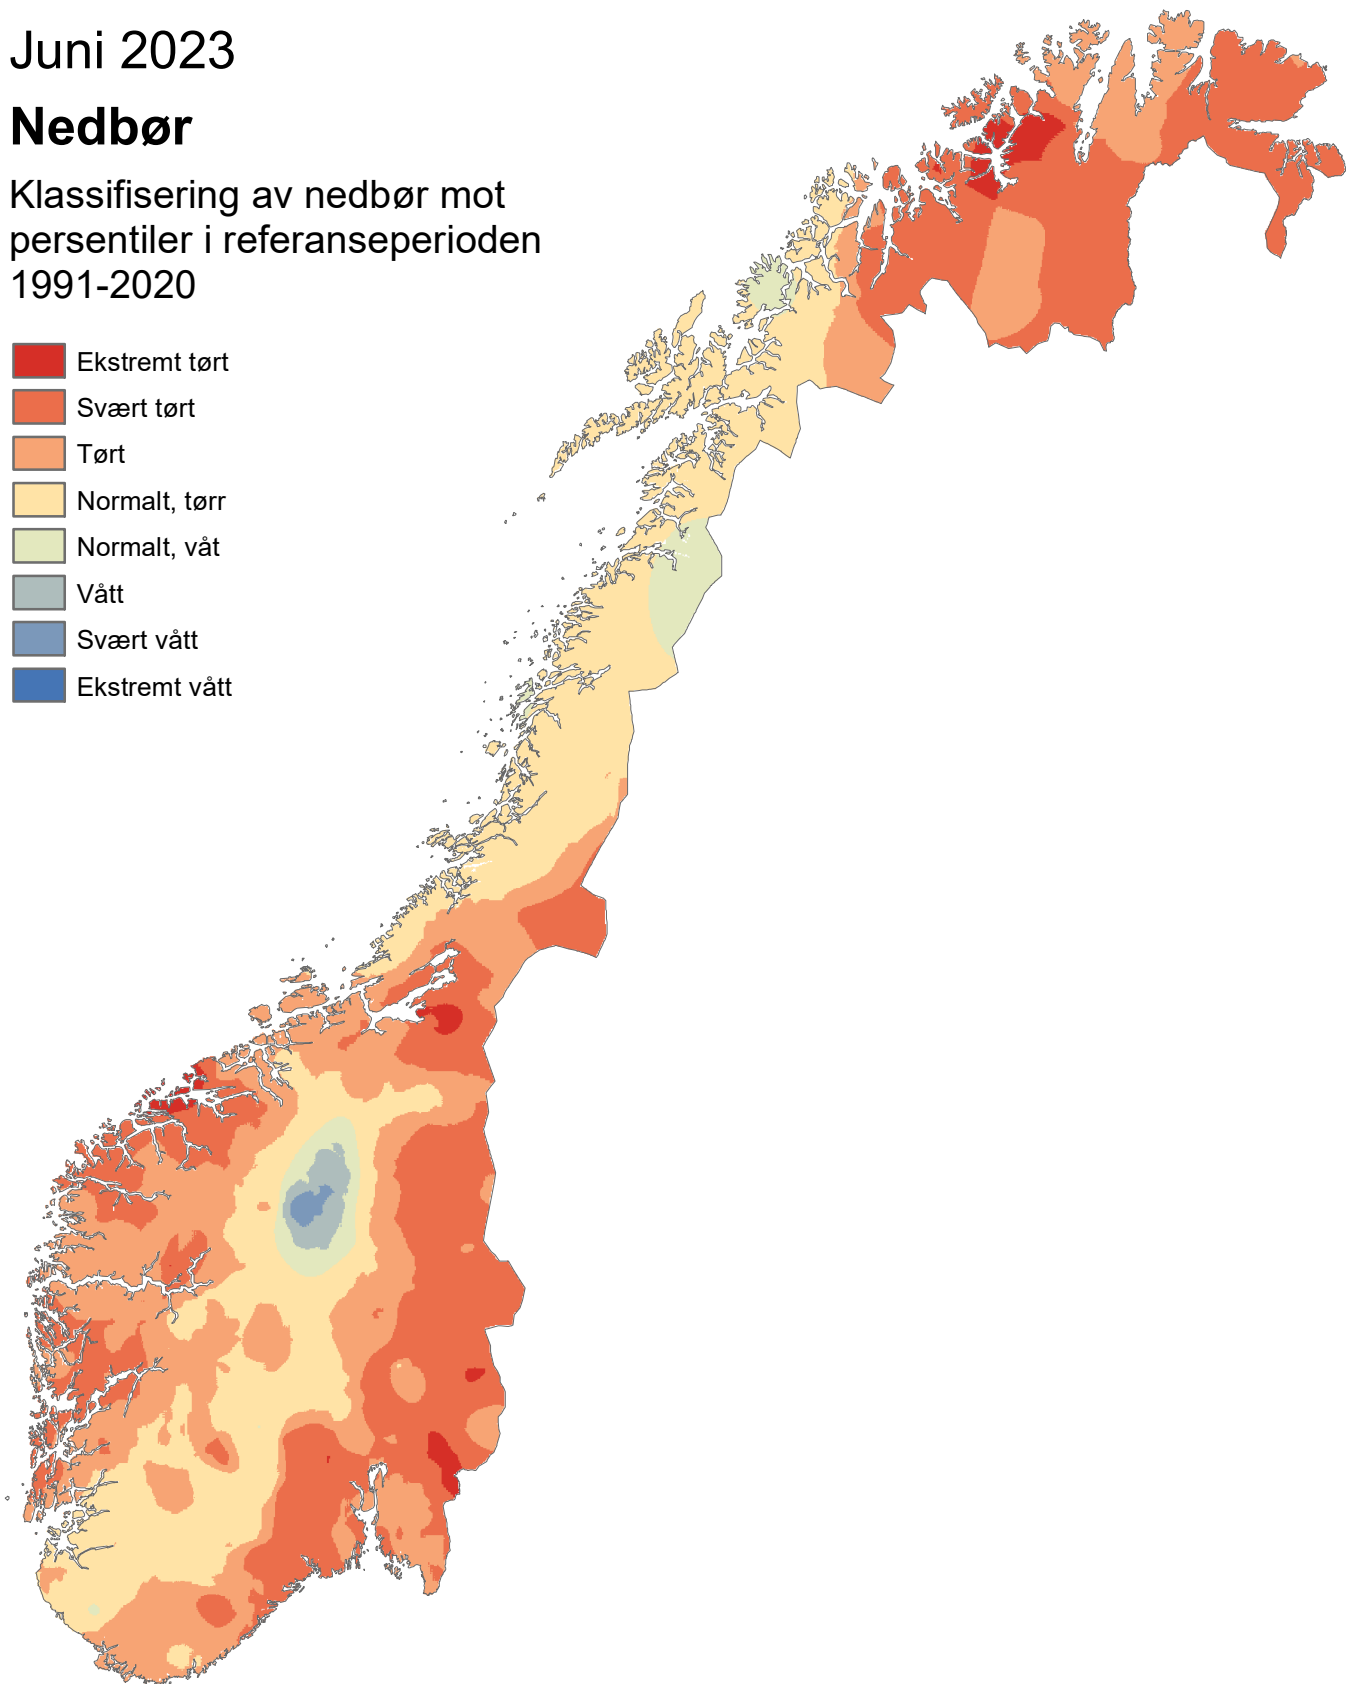 Juni 2023
Nedbør
Klassifisering av nedbør mot
persentiler i referanseperioden
1991-2020
Ekstremt tørt
Svært tørt
Tørt
Normalt, tørr
Normalt, våt
Vått
Svært vått
Ekstremt vått